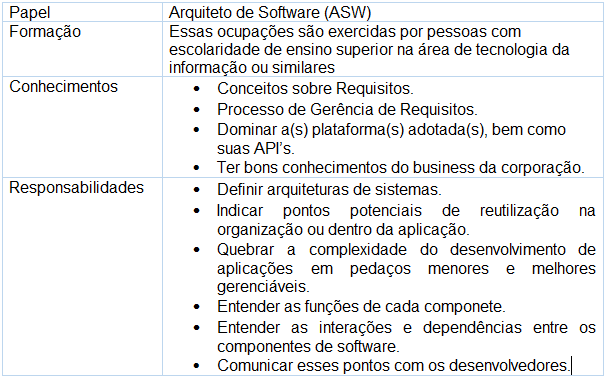 Papel Arquiteto de Software (ASW)
Formação Essas ocupações são exercidas por pessoas com
escolaridade de ensino superior na área de tecnologia da
informação ou similares
Conhecimentos • Conceitos sobre Requisitos.
• Processo de Gerência de Requisitos.
• Dominar a(s) plataforma(s) adotada(s), bem como
suas API's.
• Ter bons conhecimentos do business da corporação.
Responsabilidades • Definir arquiteturas de sistemas.
• Indicar pontos potenciais de reutilização na
organização ou dentro da aplicação.
• Quebrar a complexidade do desenvolvimento de
aplicações em pedaços menores e melhores
gerenciáveis.
• Entender as funções de cada componete.
• Entender as interações e dependências entre os
componentes de software.
• Comunicar esses pontos com os desenvolvedores.